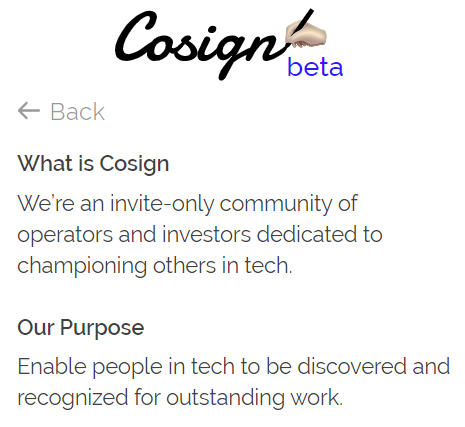 Cosign
beta
← Back
What is Cosign
We're an invite-only community of
operators and investors dedicated to
championing others in tech.
Our Purpose
Enable people in tech to be discovered and
recognized for outstanding work.